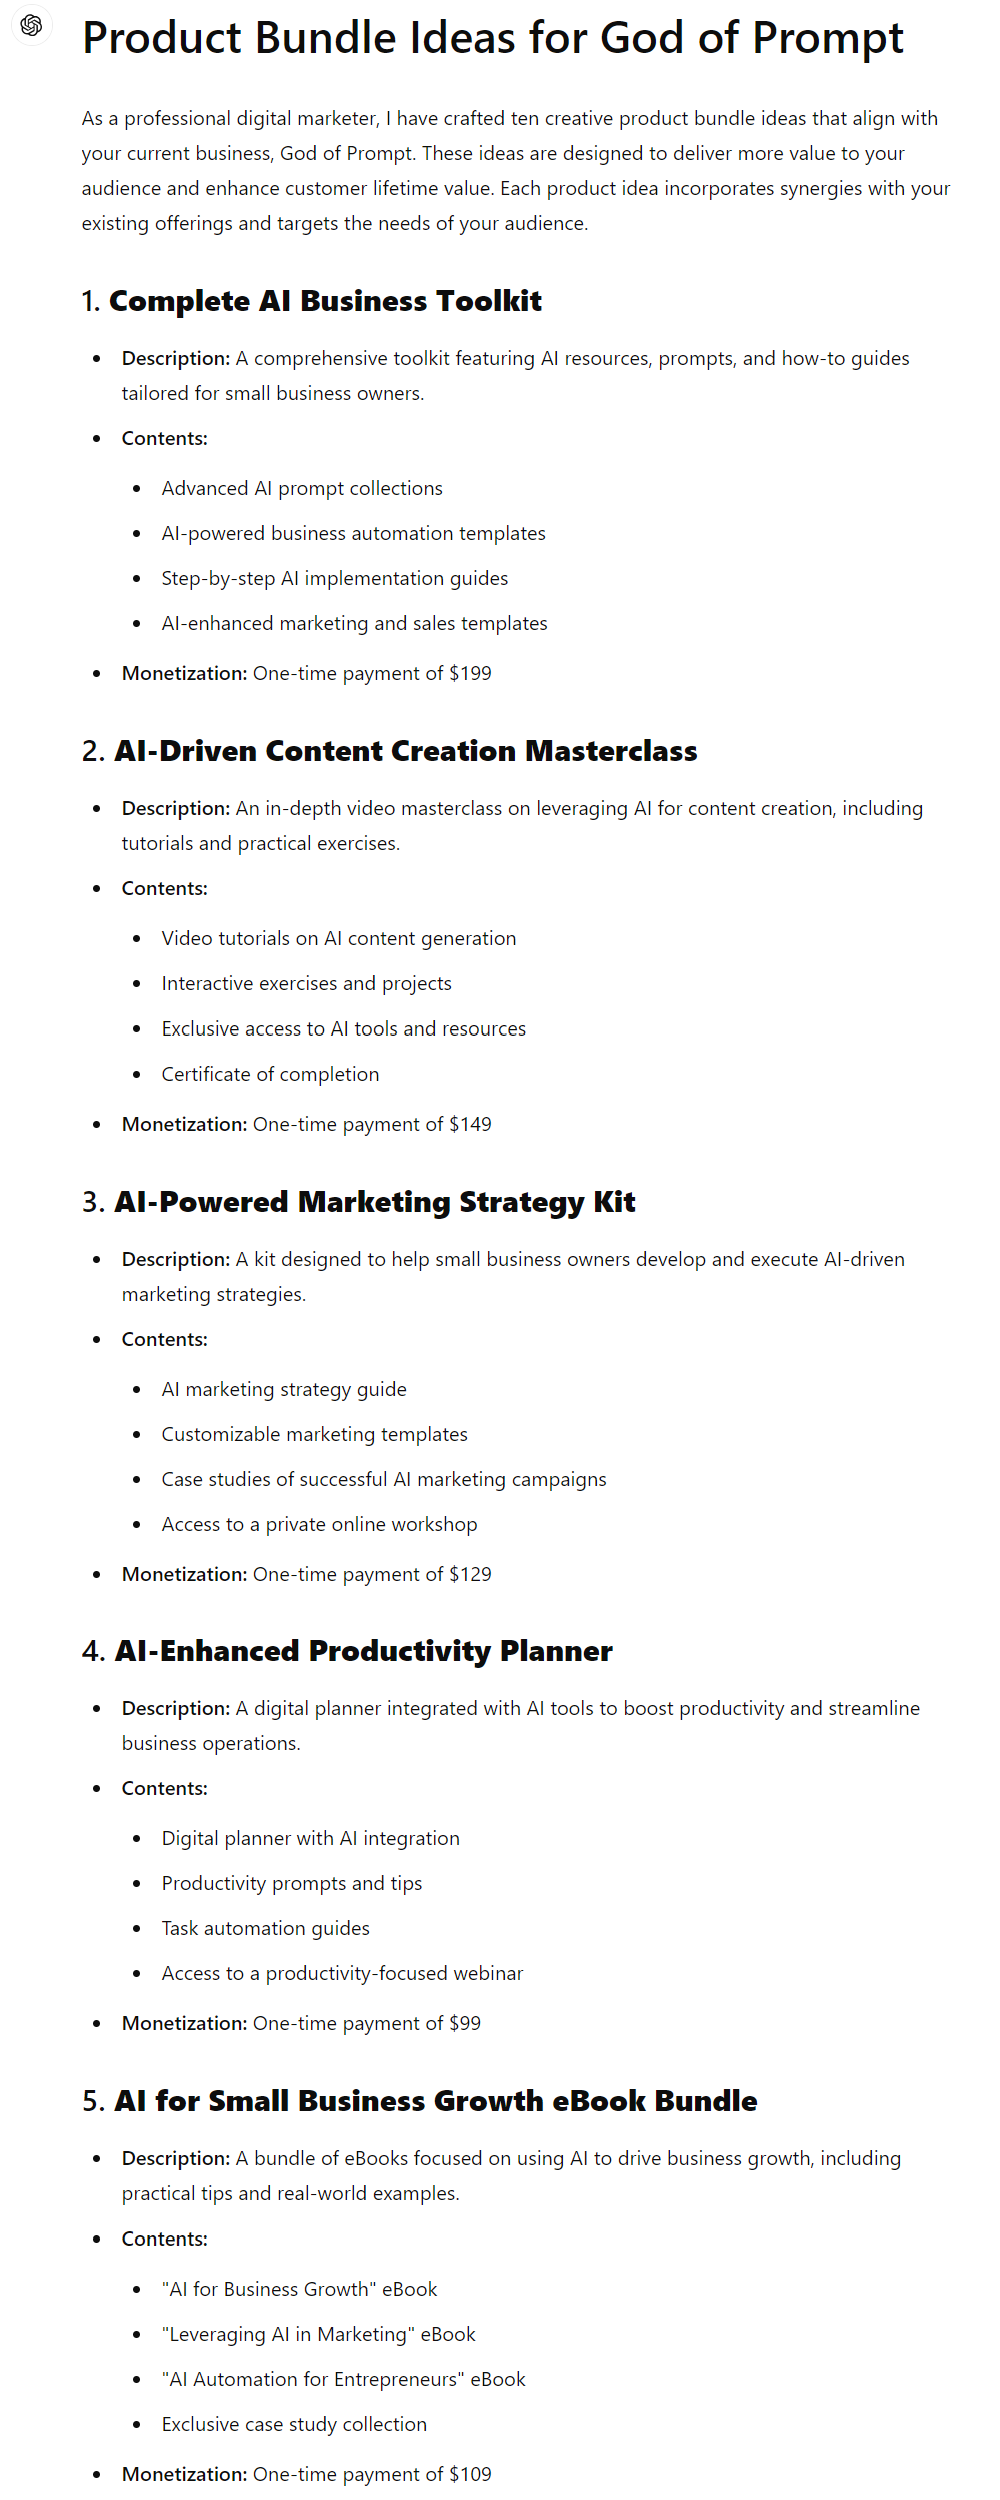 Product Bundle Ideas for God of Prompt
As a professional digital marketer, I have crafted ten creative product bundle ideas that align with
your current business, God of Prompt. These ideas are designed to deliver more value to your
audience and enhance customer lifetime value. Each product idea incorporates synergies with your
existing offerings and targets the needs of your audience.
1. Complete AI Business Toolkit
• Description: A comprehensive toolkit featuring AI resources, prompts, and how-to guides
tailored for small business owners.
• Contents:
• Advanced AI prompt collections
• AI-powered business automation templates
• Step-by-step AI implementation guides
• AI-enhanced marketing and sales templates
• Monetization: One-time payment of $199
2. AI-Driven Content Creation Masterclass
• Description: An in-depth video masterclass on leveraging AI for content creation, including
tutorials and practical exercises.
• Contents:
• Video tutorials on AI content generation
• Interactive exercises and projects
• Exclusive access to AI tools and resources
• Certificate of completion
• Monetization: One-time payment of $149
3. AI-Powered Marketing Strategy Kit
• Description: A kit designed to help small business owners develop and execute AI-driven
marketing strategies.
• Contents:
• AI marketing strategy guide
• Customizable marketing templates
• Case studies of successful AI marketing campaigns
• Access to a private online workshop
• Monetization: One-time payment of $129
4. AI-Enhanced Productivity Planner
• Description: A digital planner integrated with AI tools to boost productivity and streamline
business operations.
• Contents:
• Digital planner with AI integration
• Productivity prompts and tips
• Task automation guides
• Access to a productivity-focused webinar
• Monetization: One-time payment of $99
5. AI for Small Business Growth eBook Bundle
• Description: A bundle of eBooks focused on using AI to drive business growth, including
practical tips and real-world examples.
• Contents:
• "AI for Business Growth" eBook
• "Leveraging AI in Marketing" eBook
• "AI Automation for Entrepreneurs" eBook
• Exclusive case study collection
• Monetization: One-time payment of $109